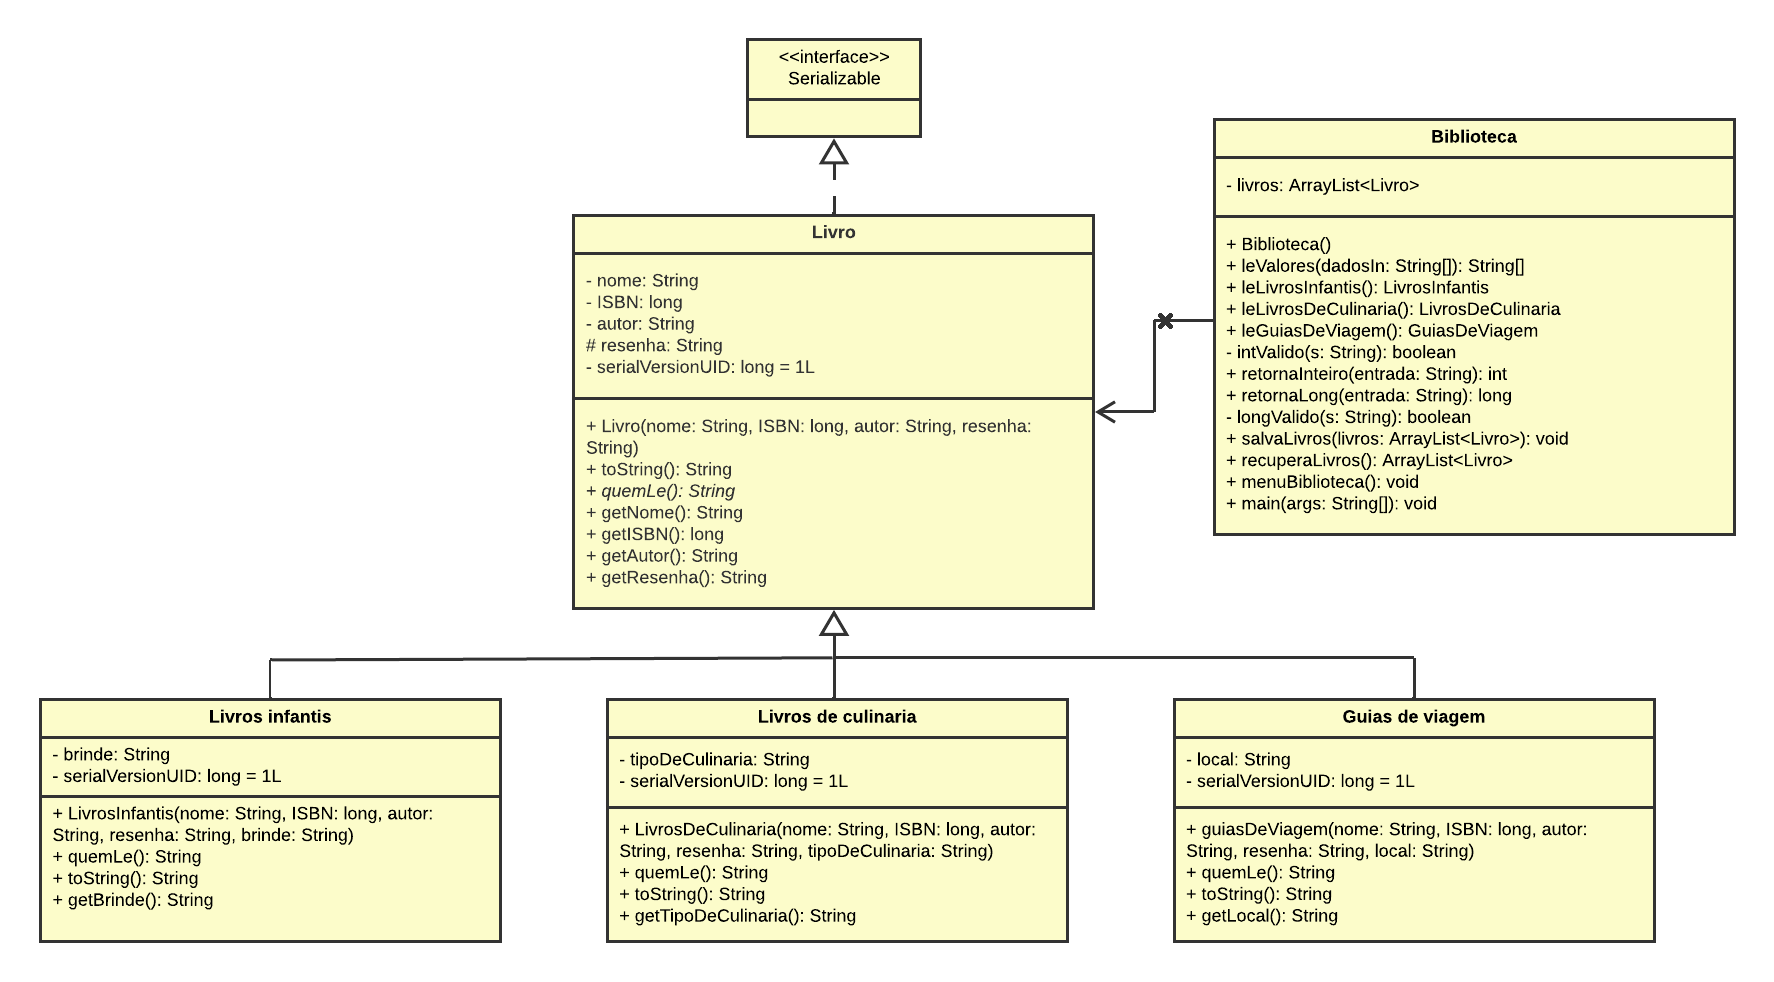 <<interface>>
Serializable
Biblioteca
- livros: ArrayList<Livro>
+ Biblioteca()
+ leValores(dadosIn: String[]): String[]
+ leLivrosInfantis(): LivrosInfantis
+ leLivrosDeCulinaria(): LivrosDeCulinaria
+ leGuiasDeViagem(): GuiasDeViagem
- intValido(s: String): boolean
+ retornaInteiro(entrada: String): int
+ retornaLong(entrada: String): long
- longValido(s: String): boolean
+ salvaLivros(livros: ArrayList<Livro>): void
+ recuperaLivros(): ArrayList<Livro>
+ menuBiblioteca(): void
+ main(args: String[]): void
Livro
- nome: String
- ISBN: long
- autor: String
# resenha: String
- serialVersionUID: long = 1L
+ Livro(nome: String, ISBN: long, autor: String, resenha:
String)
+ toString(): String
+ quemLe(): String
+ getNome(): String
+ getISBN(): long
+ getAutor(): String
+ getResenha(): String
Livros infantis
- brinde: String
- serialVersionUID: long = 1L
+ LivrosInfantis(nome: String, ISBN: long, autor:
String, resenha: String, brinde: String)
+ quemLe(): String
+ toString(): String
+ getBrinde(): String
Livros de culinaria
- tipoDeCulinaria: String
- serialVersionUID: long = 1L
+ LivrosDeCulinaria(nome: String, ISBN: long, autor:
String, resenha: String, tipoDeCulinaria: String)
+ quemLe(): String
+ toString(): String
+ getTipoDeCulinaria(): String
Guias de viagem
- local: String
- serialVersionUID: long = 1L
+ guiasDeViagem(nome: String, ISBN: long, autor:
String, resenha: String, local: String)
+ quemLe(): String
+ toString(): String
+ getLocal(): String